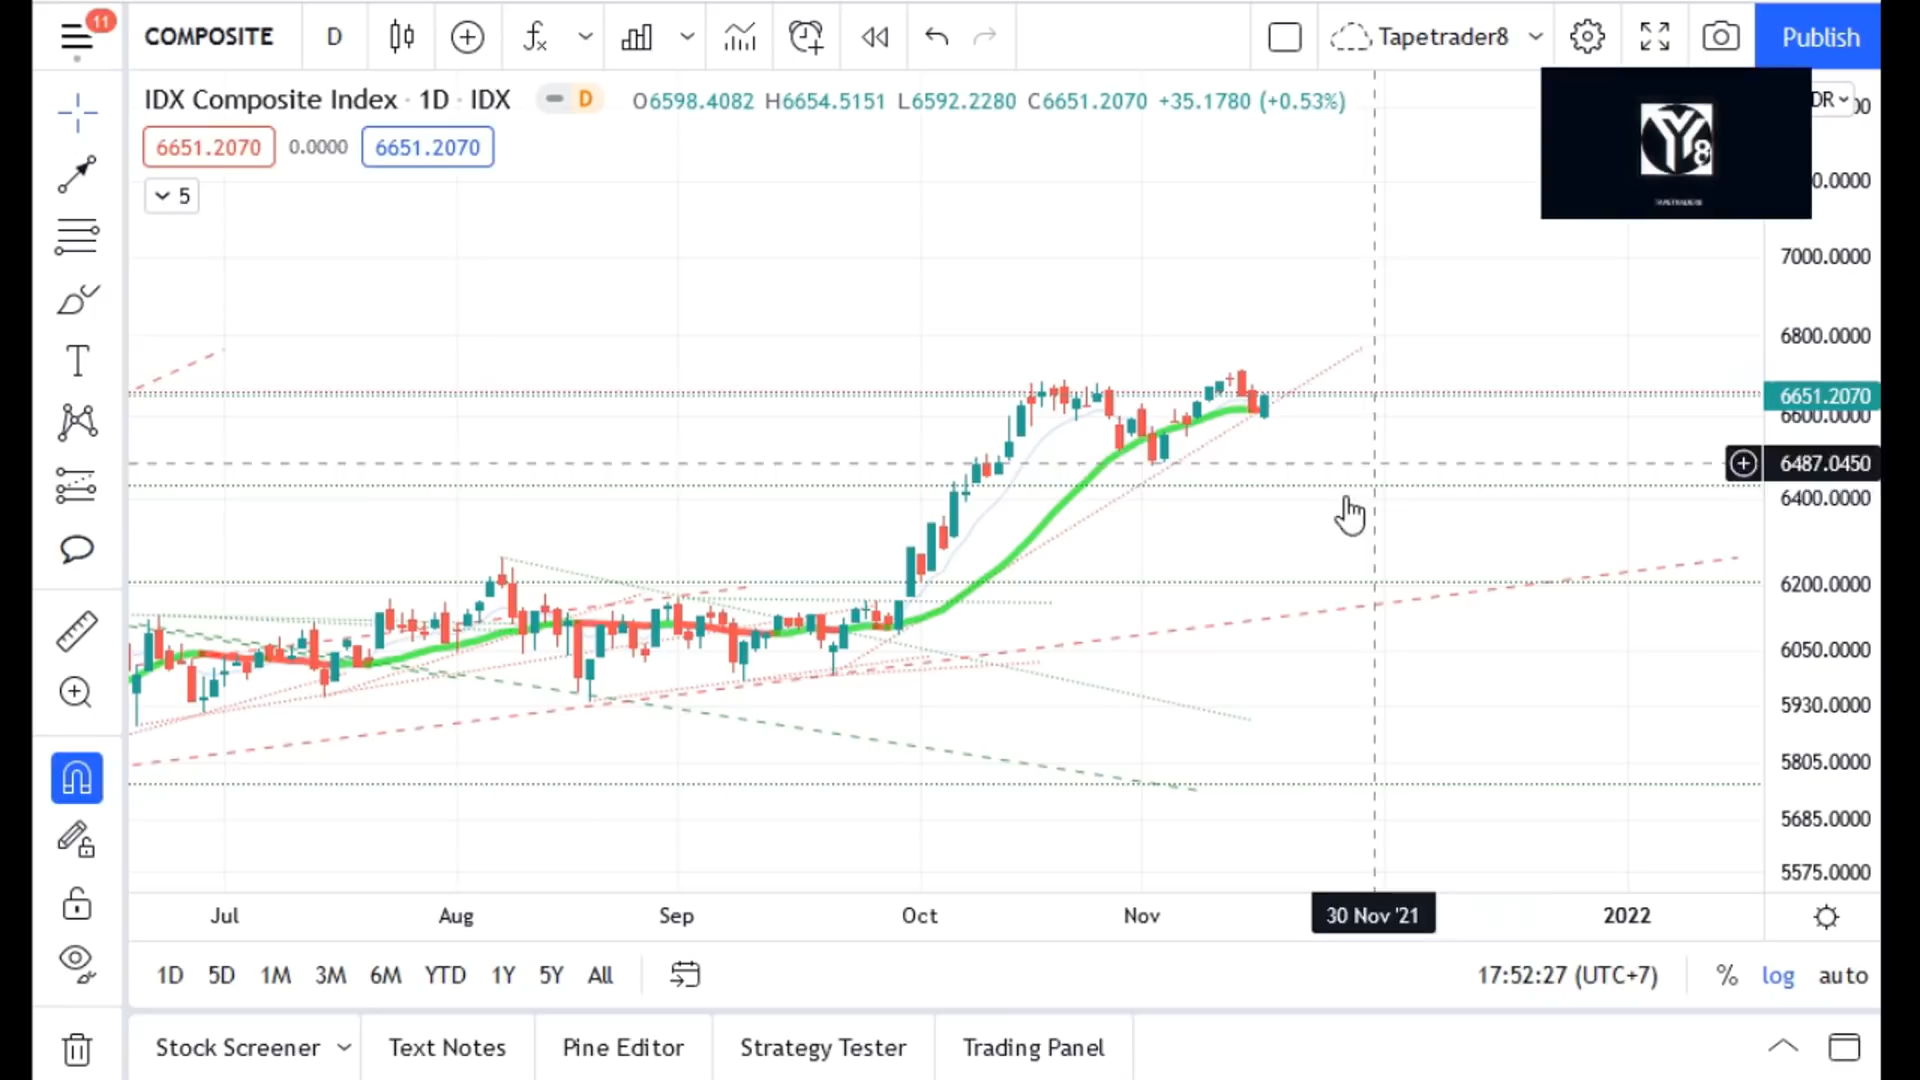 11
COMPOSITE
D
Tapetrader8
Publish
IDX Composite Index · 1D · IDX
D
O6598.4082 H6654.5151 L6592.2280 C6651.2070 +35.1780 (+0.53%)
6651.2070
0.0000
6651.2070
5
8
TAPETRADER8
7000.0000
6800.0000
6651.2070
6600.0000
6487.0450
6400.0000
6200.0000
6050.0000
5930.0000
5805.0000
5685.0000
5575.0000
Jul
Aug
Sep
Oct
Nov
30 Nov '21
2022
1D 5D 1M 3M 6M YTD 1Y 5Y All
17:52:27 (UTC+7)
% log auto
Stock Screener
Text Notes
Pine Editor
Strategy Tester
Trading Panel